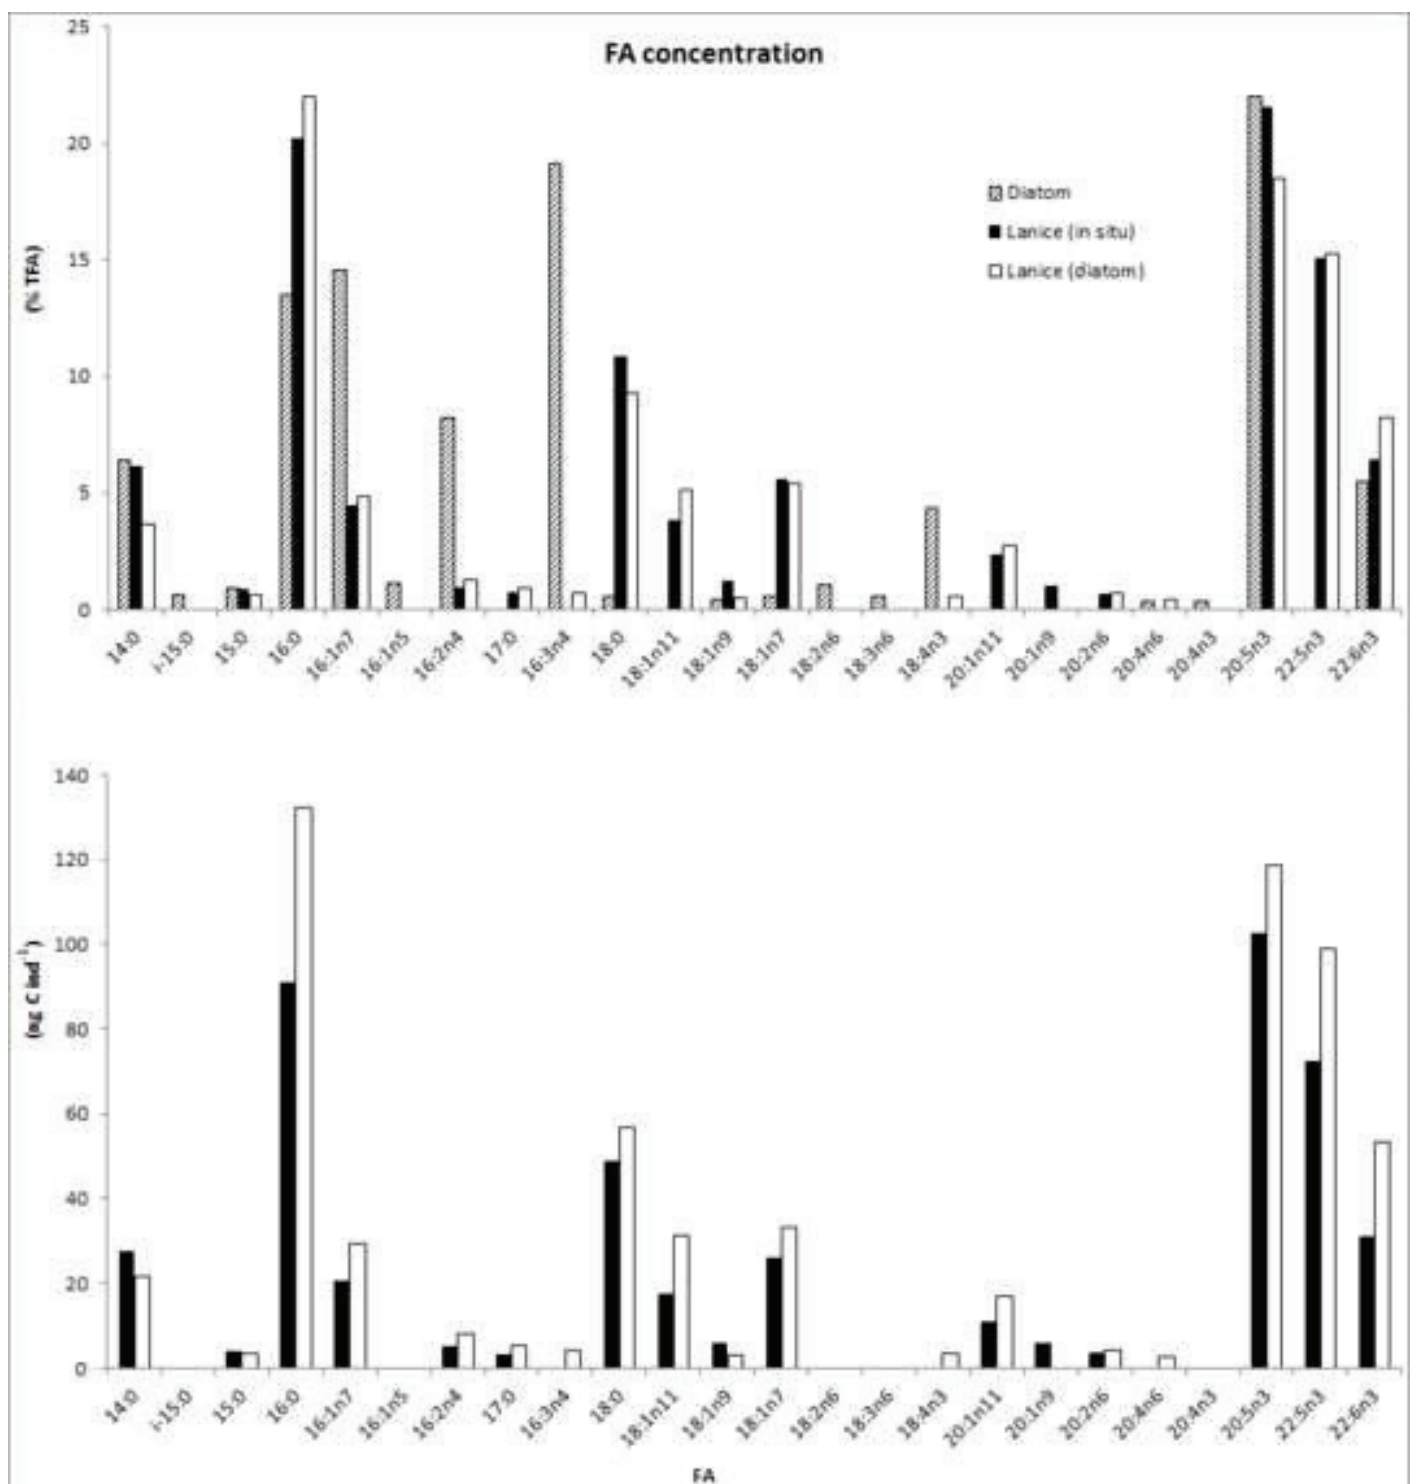 FA concentration
25
20
15
10
5
0
(% TFA)
Diatom
Lanice (in situ)
Lanice (diatom)
14:0
i-15:0
15:0
16:0
16:1n7
16:1n5
16:2n4
17:0
16:3n4
18:0
18:1n11
18:1n9
18:1n7
18:2n6
18:3n6
18:4n3
20:1n11
20:1n9
20:2n6
20:4n6
20:4n3
20:5n3
22:5n3
22:6n3
140
120
100
80
60
40
20
0
C ind⁻¹)
14:0
i-15:0
15:0
16:0
16:1n7
16:1n5
16:2n4
17:0
16:3n4
18:0
18:1n11
18:1n9
18:1n7
18:2n6
18:3n6
18:4n3
20:1n11
20:1n9
20:2n6
20:4n6
20:4n3
20:5n3
22:5n3
22:6n3
FA